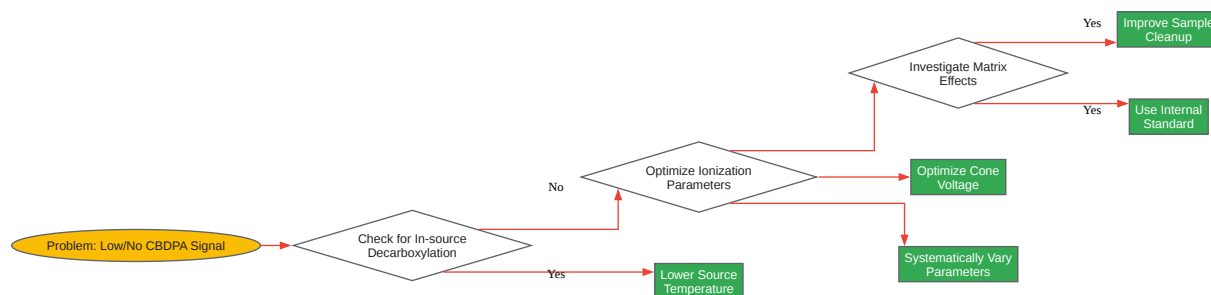 Problem: Low/No CBDPA Signal
Check for In-source
Decarboxylation
No
Yes
Lower Source
Temperature
Optimize Ionization
Parameters
Optimize Cone
Voltage
Systematically Vary
Parameters
Investigate Matrix
Effects
Yes
Improve Sample
Cleanup
Yes
Use Internal
Standard